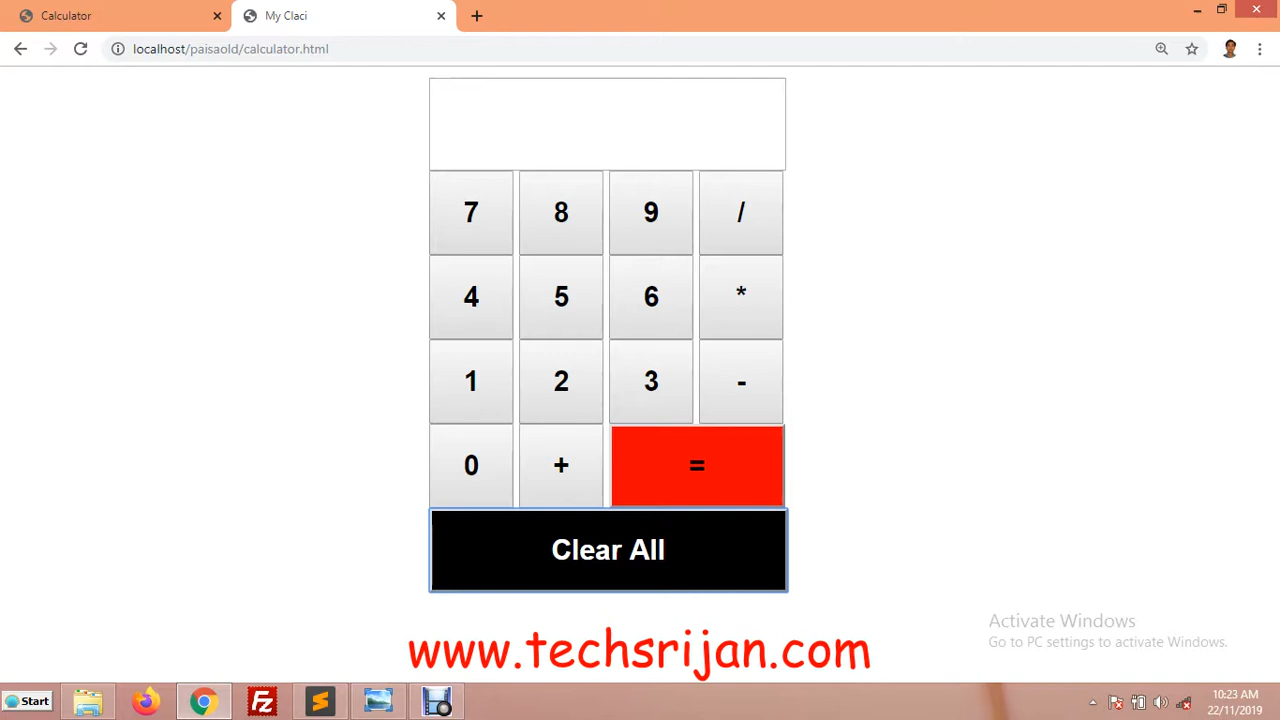 Calculator
My Claci
localhost/paisaold/calculator.html
7 8 9 /
4 5 6 *
1 2 3 -
0 + =
Clear All
Activate Windows
Go to PC settings to activate Windows.
www.techsrijan.com
Start
10:23 AM
22/11/2019